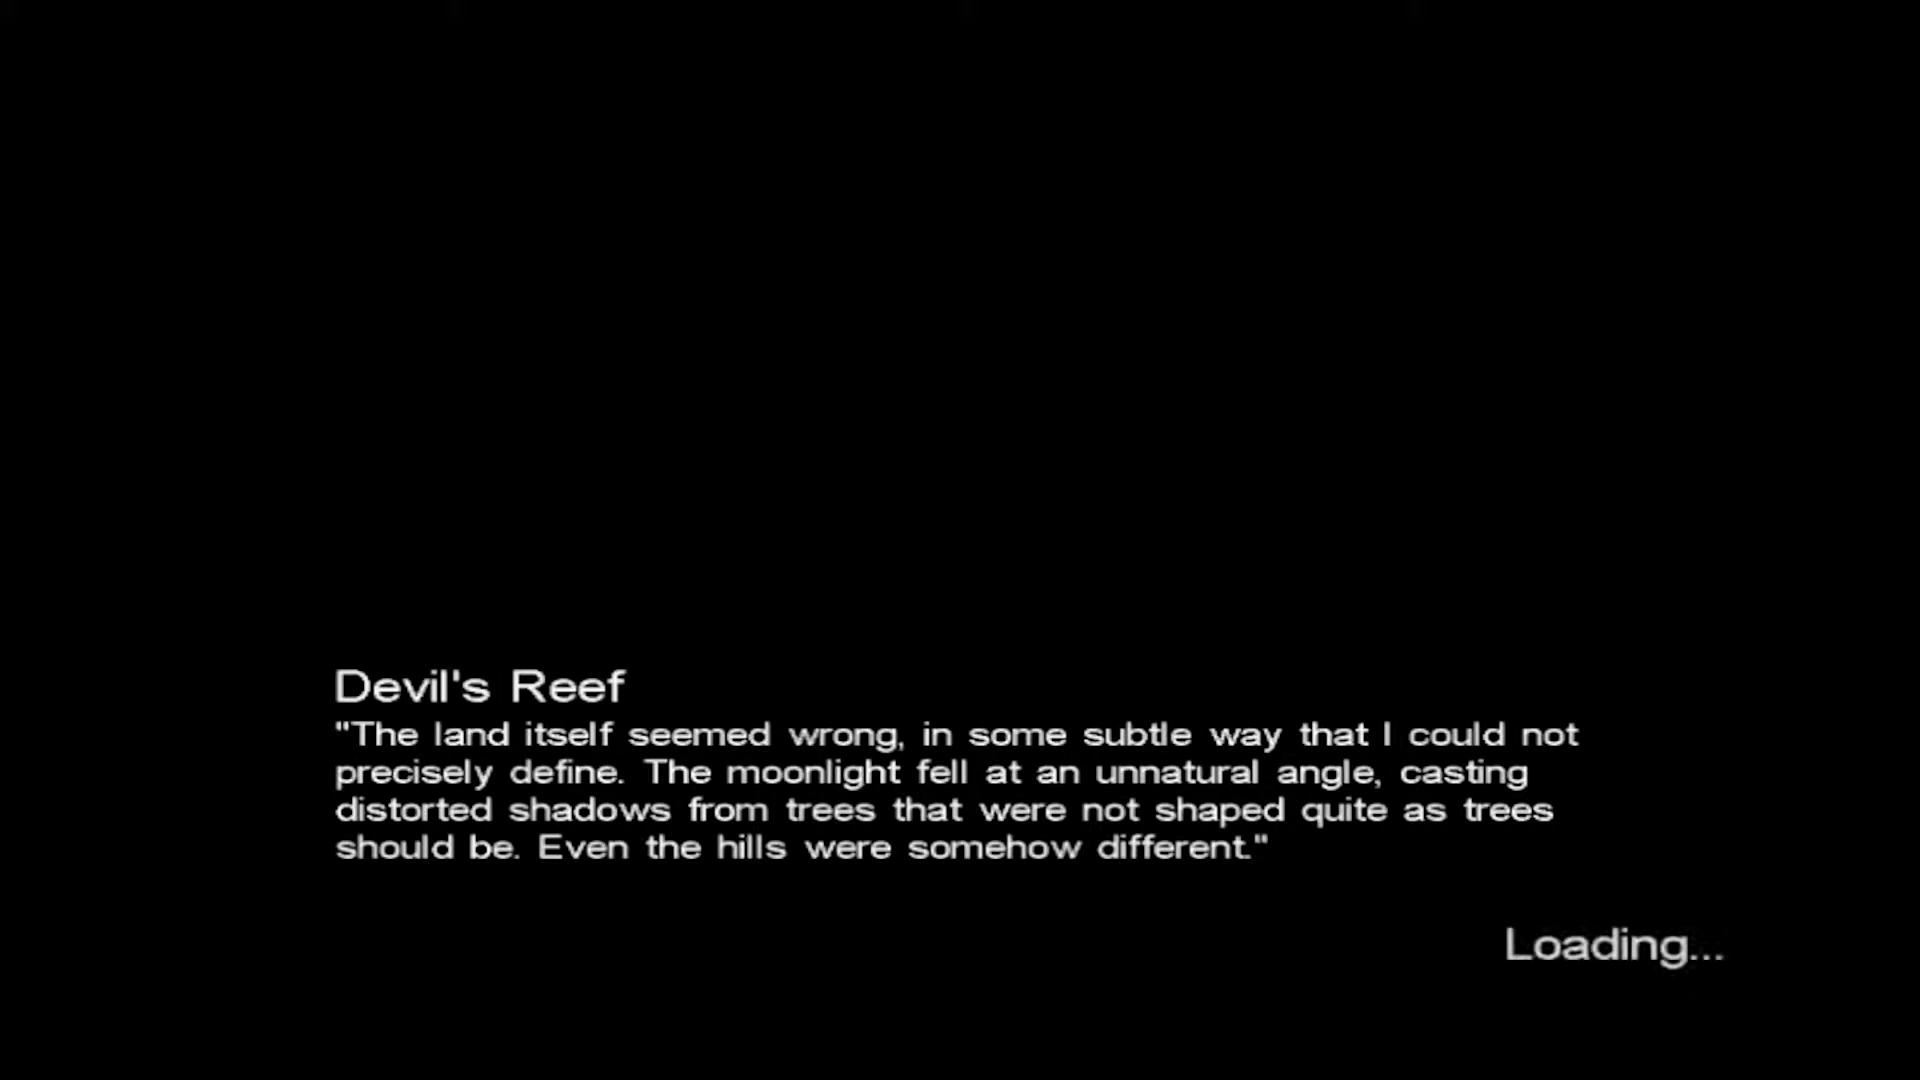 Devil's Reef
"The land itself seemed wrong, in some subtle way that I could not
precisely define. The moonlight fell at an unnatural angle, casting
distorted shadows from trees that were not shaped quite as trees
should be. Even the hills were somehow different."
Loading...